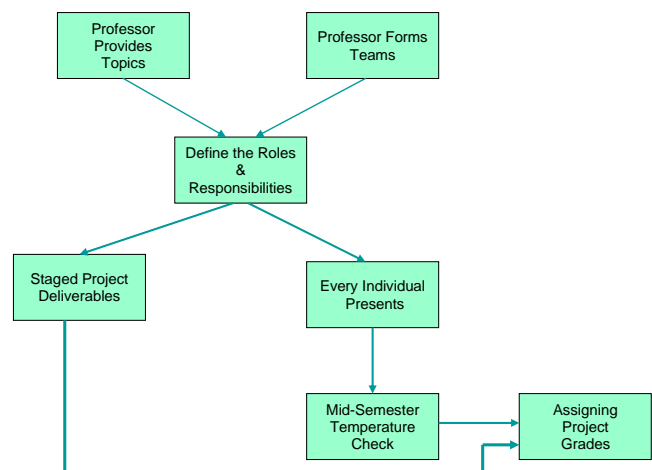 Professor
Provides
Topics
Professor Forms
Teams
Define the Roles
&
Responsibilities
Staged Project
Deliverables
Every Individual
Presents
Mid-Semester
Temperature
Check
Assigning
Project
Grades